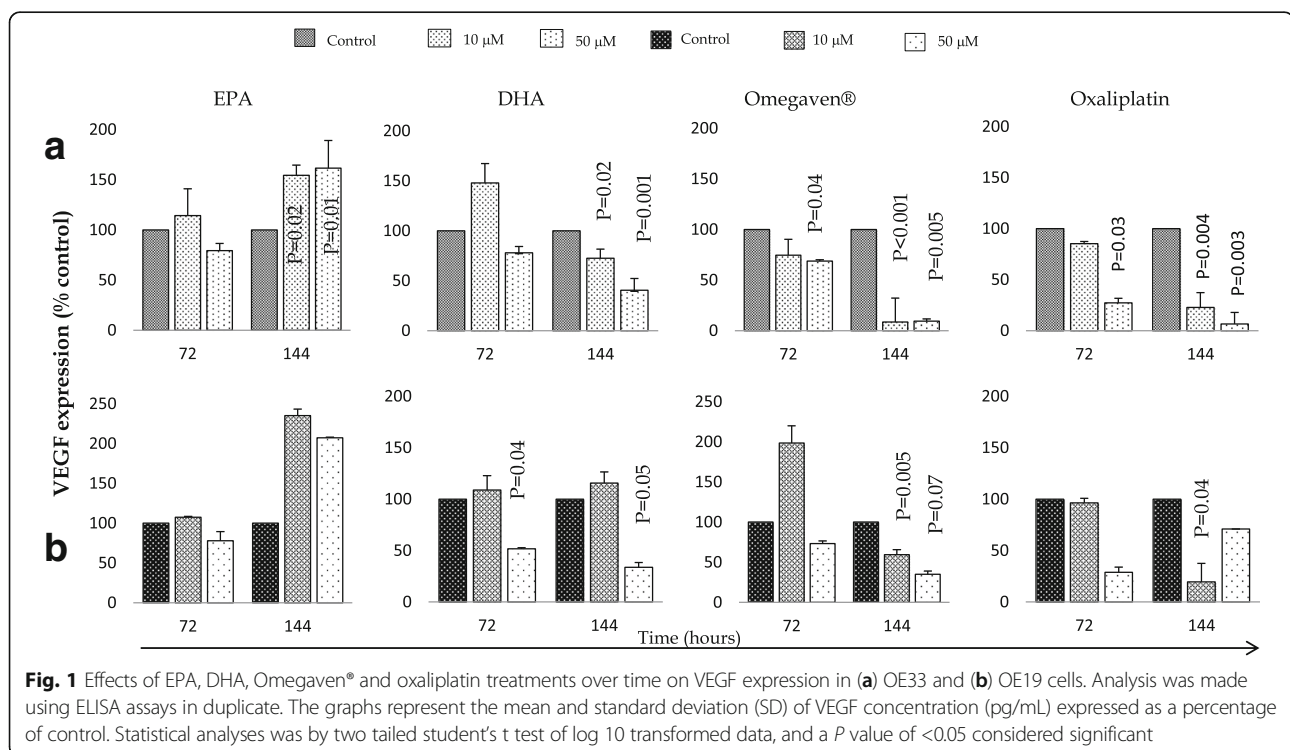 Control 10 μM 50 μM Control 10 μM 50 μM
EPA DHA Omegaven® Oxaliplatin
a
VEGF expression (% control)
200
150
100
50
0
P=0.02
P=0.01
72 144
200
150
100
50
0
P=0.02
P=0.001
72 144
200
150
100
50
0
P=0.04
P<0.001
P=0.005
72 144
200
150
100
50
0
P=0.03
P=0.004
P=0.003
72 144
b
250
200
150
100
50
0
72 144
200
150
100
50
0
P=0.04
P=0.05
72 144
250
200
150
100
50
0
P=0.005
P=0.07
72 144
200
150
100
50
0
P=0.04
72 144
Time (hours)
Fig. 1 Effects of EPA, DHA, Omegaven® and oxaliplatin treatments over time on VEGF expression in (a) OE33 and (b) OE19 cells. Analysis was made
using ELISA assays in duplicate. The graphs represent the mean and standard deviation (SD) of VEGF concentration (pg/mL) expressed as a percentage
of control. Statistical analyses was by two tailed student's t test of log 10 transformed data, and a P value of <0.05 considered significant